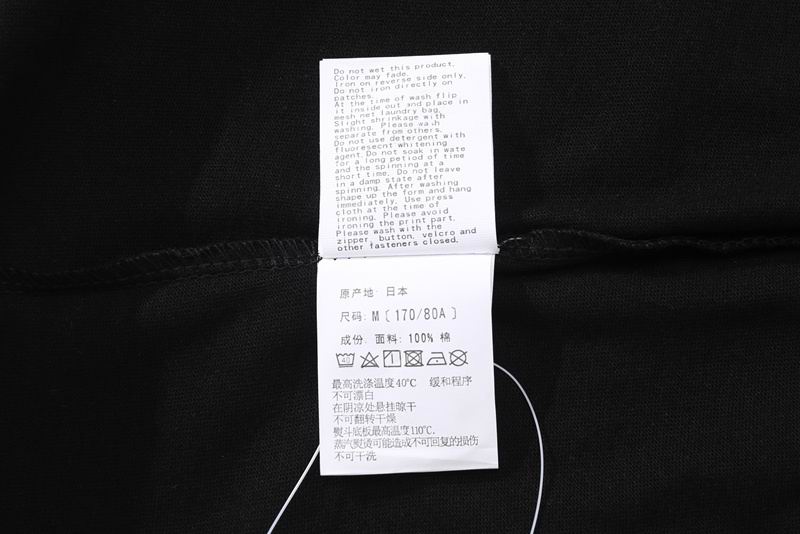 Do not wet this product.
Color may fade.
Iron on reverse side only.
Do not iron directly on
patches.
At the time of wash flip
it inside out and place in
mesh net laundry bag.
Slight shrinkage with
washing. Please wash
separate from others.
Do not use detergent with
fluoresecnt whitening
agent. Do not soak in wate
for a long petiod of time
and the spinning at a
short time. Do not leave
in a damp state after
spinning. After washing
shape up the form and hang
immediately. Use press
cloth at the time of
ironing. Please avoid
ironing the print part.
Please wash with the
zipper, button, velcro and
other fasteners closed.
原产地: 日本
尺码: M〔170/80A〕
成份: 面料: 100% 棉
40
最高洗涤温度40℃ 缓和程序
不可漂白
在阴凉处悬挂晾干
不可翻转干燥
熨斗底板最高温度110℃.
蒸汽熨烫可能造成不可回复的损伤
不可干洗